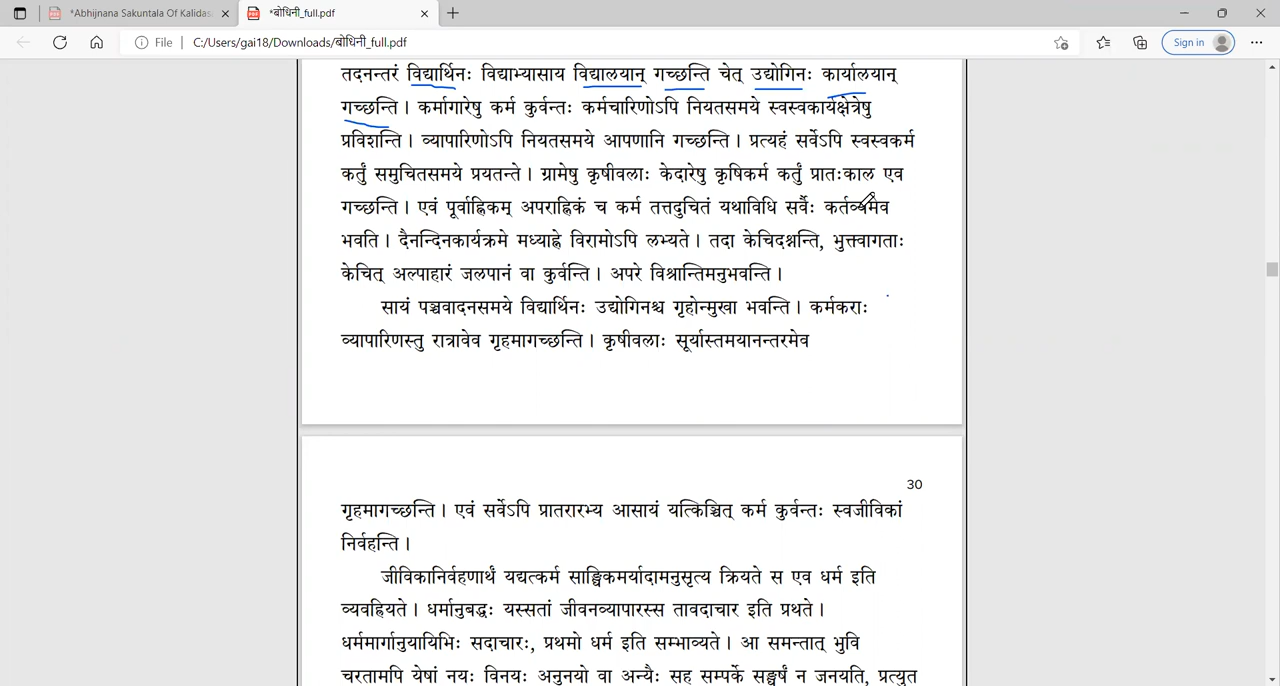 *Abhijnana Sakuntala Of Kalidas
*बोधिनी_full.pdf
File | C:/Users/gai18/Downloads/बोधिनी_full.pdf
Sign in
तदनन्तरं विद्यार्थिनः विद्याभ्यासाय विद्यालयान् गच्छन्ति चेत् उद्योगिनः कार्यालयान्
गच्छन्ति। कर्मागारेषु कर्म कुर्वन्तः कर्मचारिणोऽपि नियतसमये स्वस्वकार्यक्षेत्रेषु
प्रविशन्ति। व्यापारिणोऽपि नियतसमये आपणानि गच्छन्ति। प्रत्यहं सर्वेऽपि स्वस्वकर्म
कर्तुं समुचितसमये प्रयतन्ते। ग्रामेषु कृषीवलाः केदारेषु कृषिकर्म कर्तुं प्रातःकाल एव
गच्छन्ति। एवं पूर्वाह्निकम् अपराह्निकं च कर्म तत्तदुचितं यथाविधि सर्वैः कर्तव्यमेव
भवति। दैनन्दिनकार्यक्रमे मध्याह्ने विरामोऽपि लभ्यते। तदा केचिदश्नन्ति, भुक्त्वागताः
केचित् अल्पाहारं जलपानं वा कुर्वन्ति। अपरे विश्रान्तिमनुभवन्ति।
सायं पञ्चवादनसमये विद्यार्थिनः उद्योगिनश्च गृहोन्मुखा भवन्ति। कर्मकराः
व्यापारिणस्तु रात्रावेव गृहमागच्छन्ति। कृषीवलाः सूर्यास्तमयानन्तरमेव
30
गृहमागच्छन्ति। एवं सर्वेऽपि प्रातरारभ्य आसायं यत्किञ्चित् कर्म कुर्वन्तः स्वजीविकां
निर्वहन्ति।
जीविकानिर्वहणार्थं यद्यत्कर्म साङ्घिकमर्यादामनुसृत्य क्रियते स एव धर्म इति
व्यवह्रियते। धर्मानुबद्धः यस्सतां जीवनव्यापारस्स तावदाचार इति प्रथते।
धर्ममार्गानुयायिभिः सदाचारः, प्रथमो धर्म इति सम्भाव्यते। आ समन्तात् भुवि
चरतामपि येषां नयः विनयः अनुनयो वा अन्यैः सह सम्पर्के सङ्घर्षं न जनयति, प्रत्युत